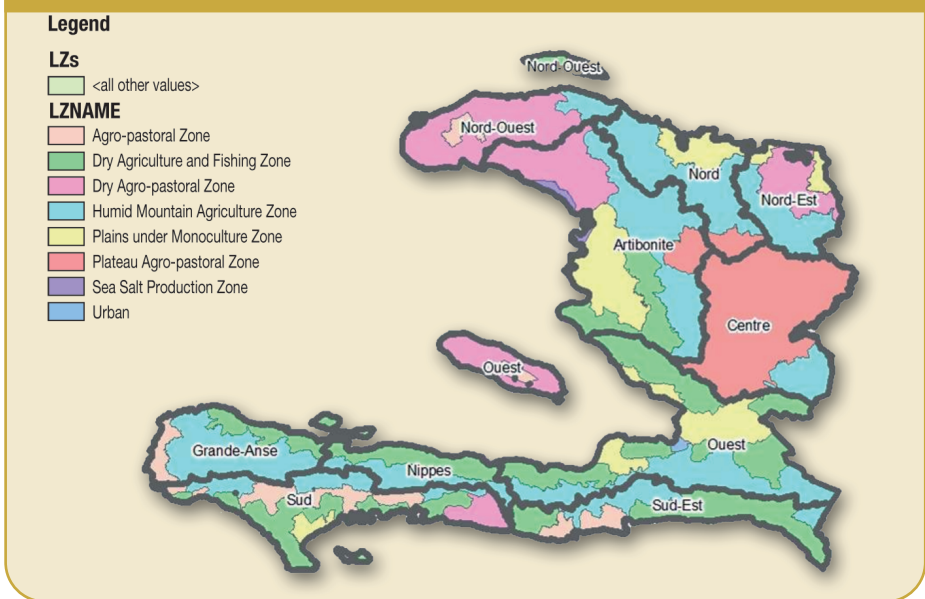 Legend
LZs
<all other values>
LZNAME
Agro-pastoral Zone
Dry Agriculture and Fishing Zone
Dry Agro-pastoral Zone
Humid Mountain Agriculture Zone
Plains under Monoculture Zone
Plateau Agro-pastoral Zone
Sea Salt Production Zone
Urban
Nord-Ouest
Nord-Ouest
Nord
Nord-Est
Artibonite
Centre
Ouest
Ouest
Grande-Anse
Nippes
Sud
Sud-Est